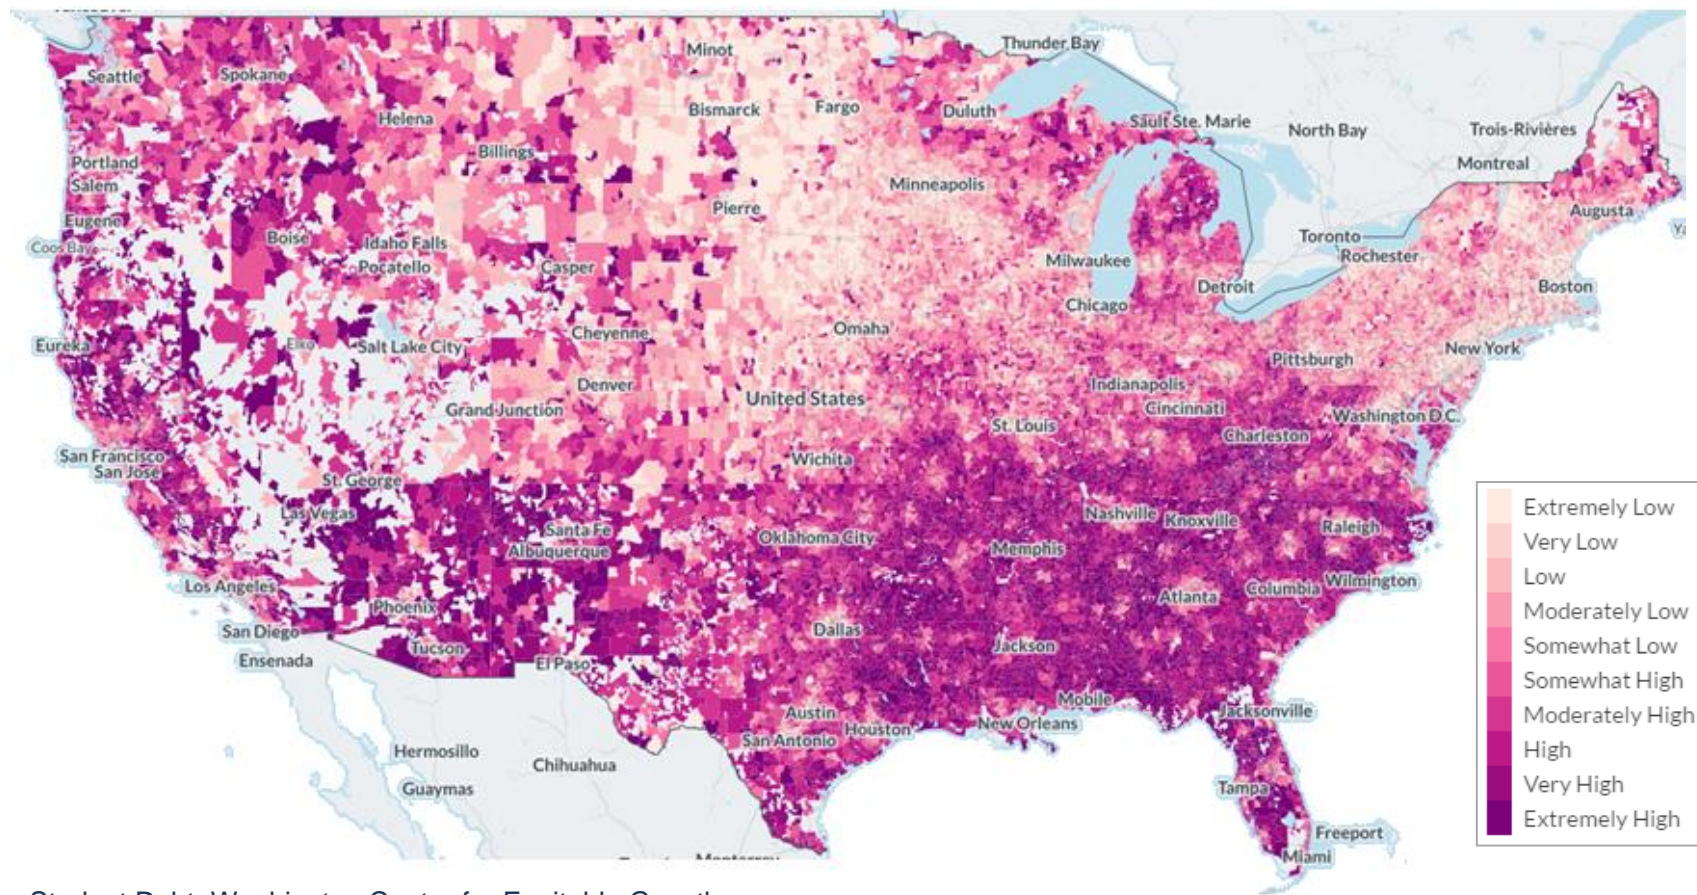 Minot
Thunder Bay
Seattle
Spokane
Bismarck
Fargo
Duluth
Helena
Sault Ste. Marie
North Bay
Trois-Rivières
Montreal
Billings
Portland
Salem
Minneapolis
Pierre
Augusta
Eugene
Boise
Idaho Falls
Toronto
Coos Bay
Rochester
Pocatello
Casper
Milwaukee
Detroit
Boston
Chicago
Cheyenne
Omaha
Eureka
Elko
Salt Lake City
New York
Pittsburgh
Denver
Indianapolis
United States
Grand Junction
Cincinnati
Washington D.C.
St. Louis
Charleston
San Francisco
San Jose
Wichita
St. George
Las Vegas
Nashville
Knoxville
Raleigh
Santa Fe
Albuquerque
Oklahoma City
Memphis
Los Angeles
Phoenix
Atlanta
Columbia
Wilmington
San Diego
Dallas
Ensenada
Tucson
El Paso
Jackson
Mobile
Austin
Houston
New Orleans
Jacksonville
San Antonio
Hermosillo
Chihuahua
Guaymas
Tampa
Freeport
Miami
Extremely Low
Very Low
Low
Moderately Low
Somewhat Low
Somewhat High
Moderately High
High
Very High
Extremely High